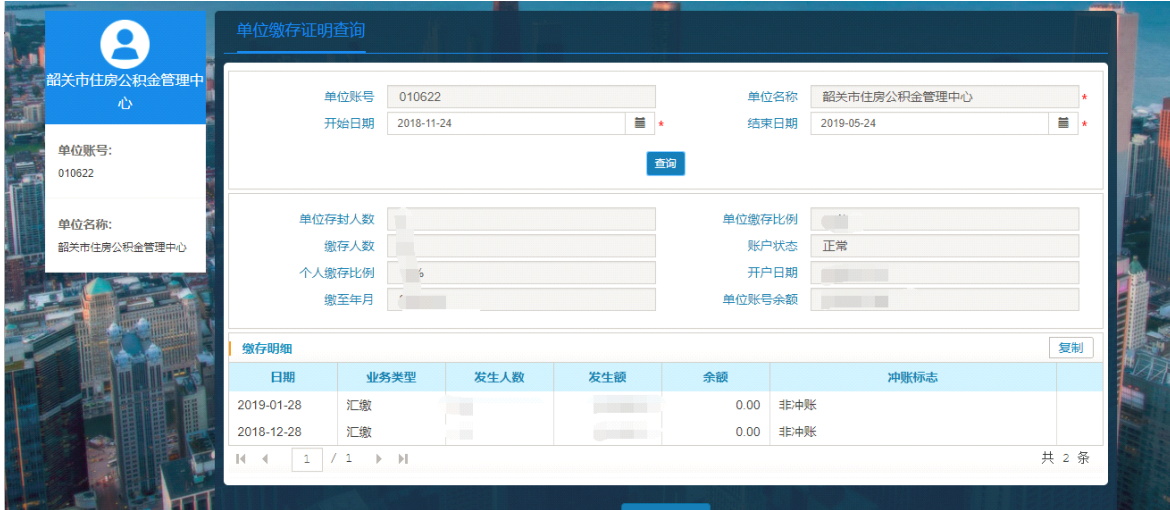 韶关市住房公积金管理中
心
单位账号:
010622
单位名称:
韶关市住房公积金管理中心
单位缴存证明查询
单位账号 010622 单位名称 韶关市住房公积金管理中心 *
开始日期 2018-11-24 * 结束日期 2019-05-24 *
查询
单位存封人数 单位缴存比例
缴存人数 账户状态 正常
个人缴存比例 % 开户日期
缴至年月 单位账号余额
缴存明细 复制
日期 业务类型 发生人数 发生额 余额 冲账标志
2019-01-28 汇缴 0.00 非冲账
2018-12-28 汇缴 0.00 非冲账
1 / 1 共 2 条